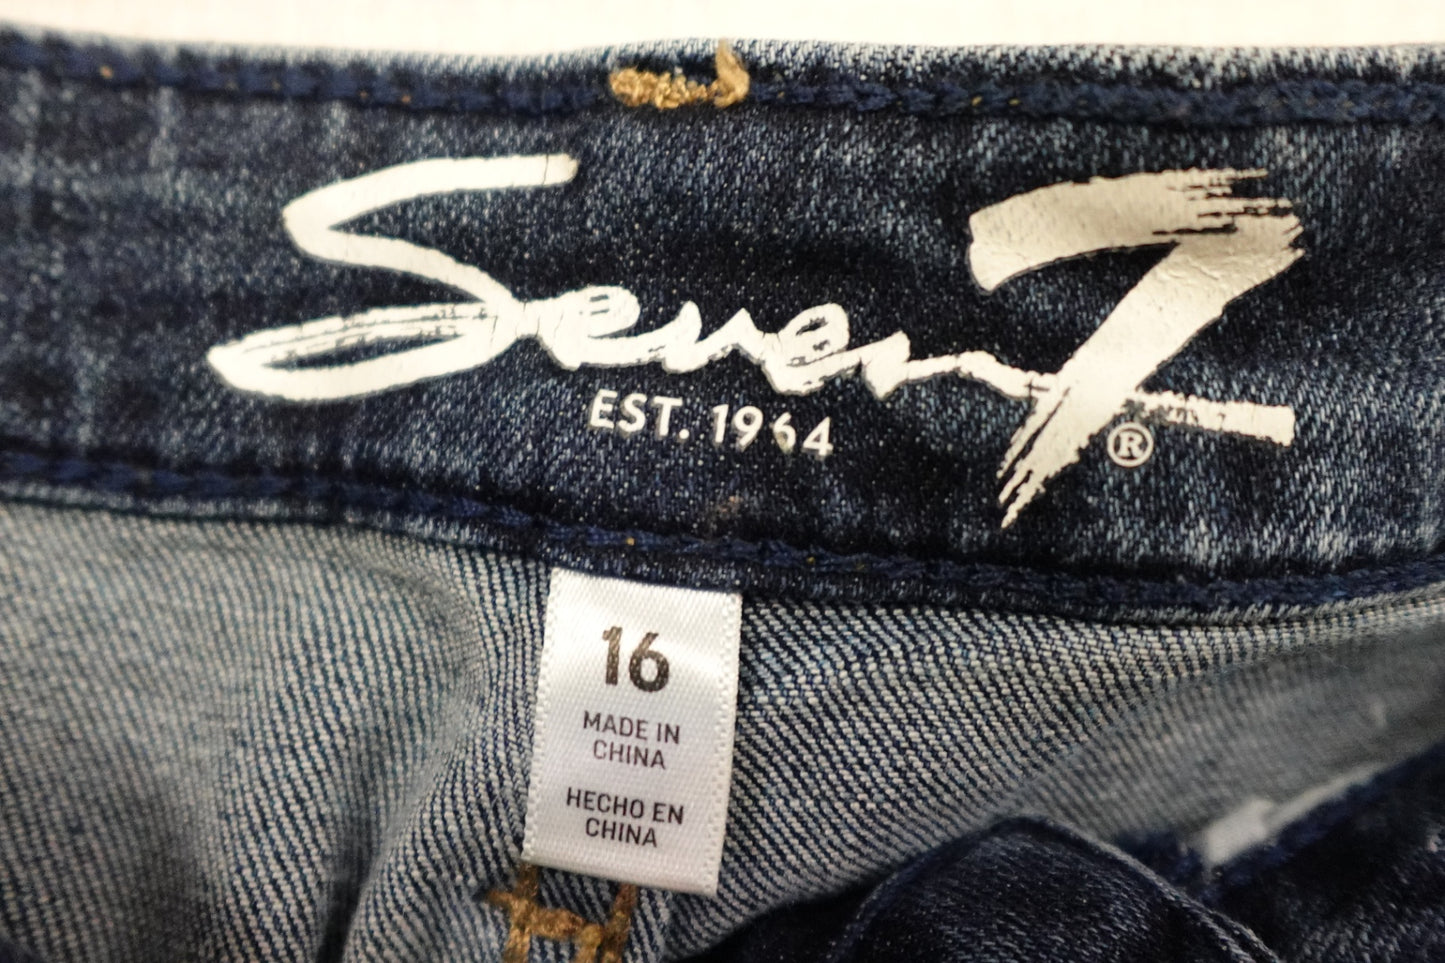 Seven7®
EST. 1964
16
MADE IN
CHINA
HECHO EN
CHINA